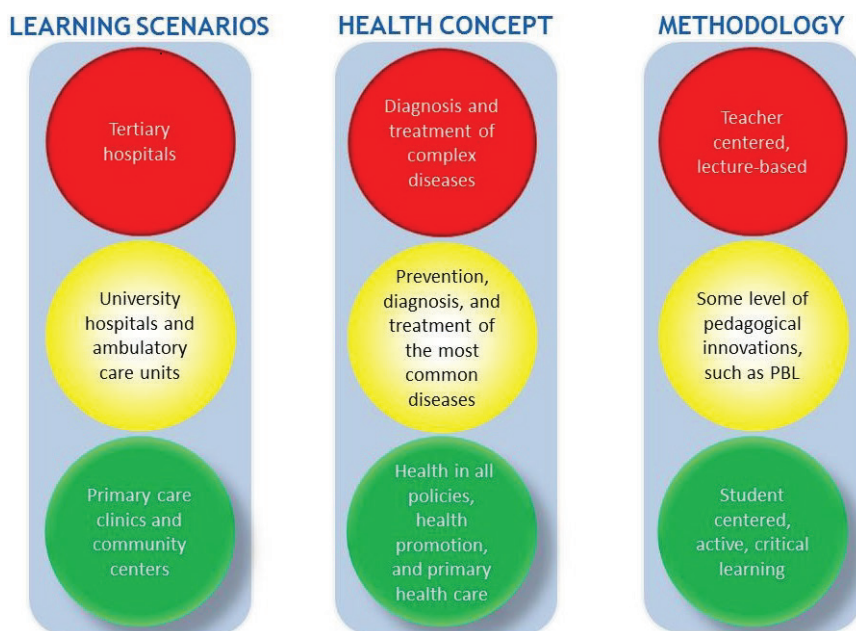 LEARNING SCENARIOS
Tertiary
hospitals
University
hospitals and
ambulatory
care units
Primary care
clinics and
community
centers
HEALTH CONCEPT
Diagnosis and
treatment of
complex
diseases
Prevention,
diagnosis, and
treatment of
the most
common
diseases
Health in all
policies,
health
promotion,
and primary
health care
METHODOLOGY
Teacher
centered,
lecture-based
Some level of
pedagogical
innovations,
such as PBL
Student
centered,
active, critical
learning